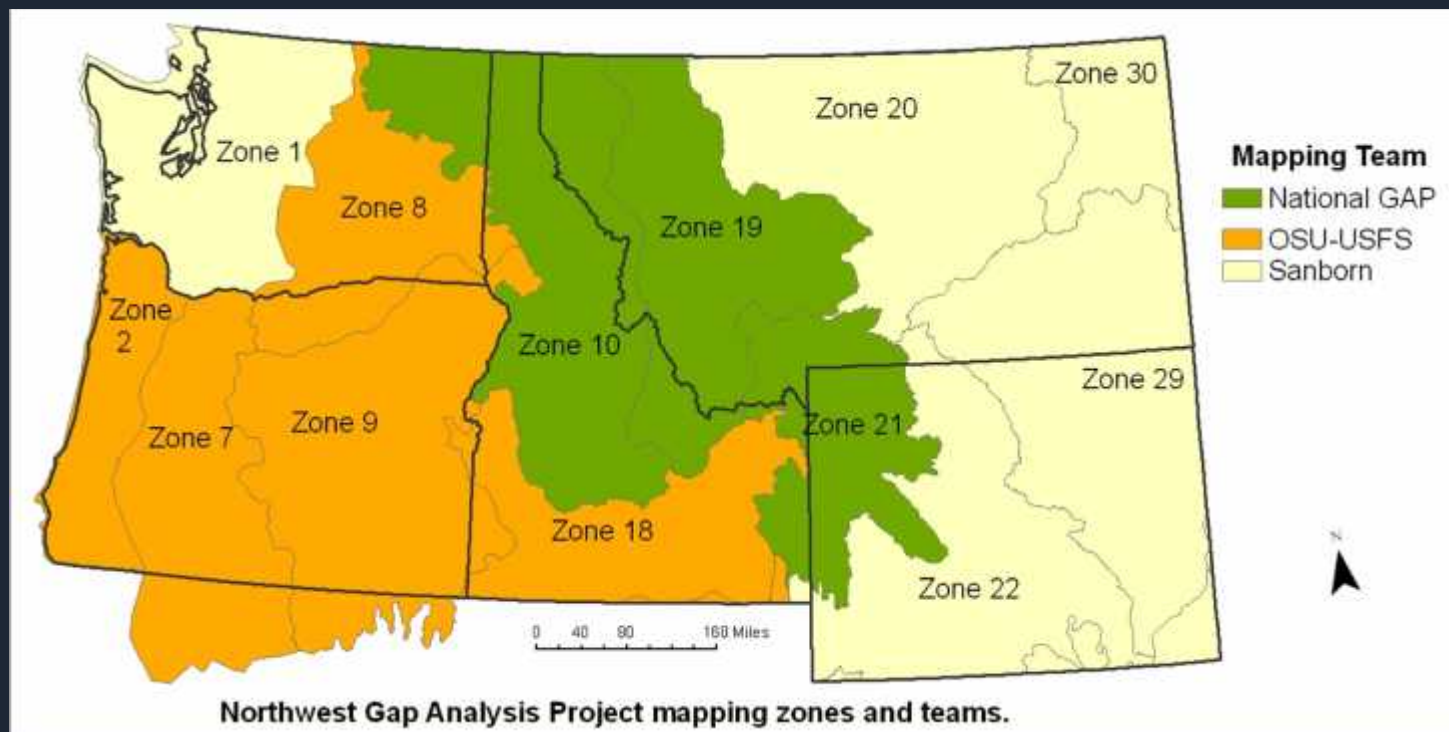 Zone 1
Zone 8
Zone 2
Zone 7
Zone 9
Zone 10
Zone 18
Zone 19
Zone 20
Zone 30
Zone 21
Zone 29
Zone 22
Mapping Team
National GAP
OSU-USFS
Sanborn
N
0 40 80 160 Miles
Northwest Gap Analysis Project mapping zones and teams.